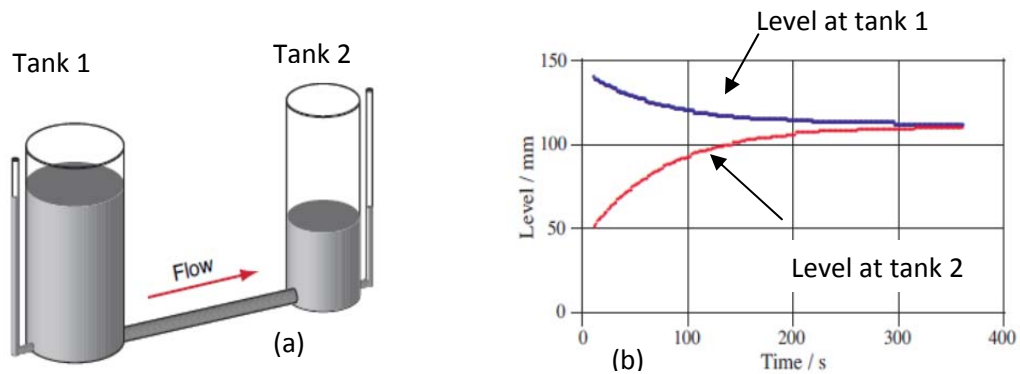 Tank 1
Tank 2
Flow
(a)
Level at tank 1
150
100
50
0
Level / mm
Level at tank 2
0
100
200
300
400
(b)
Time / s